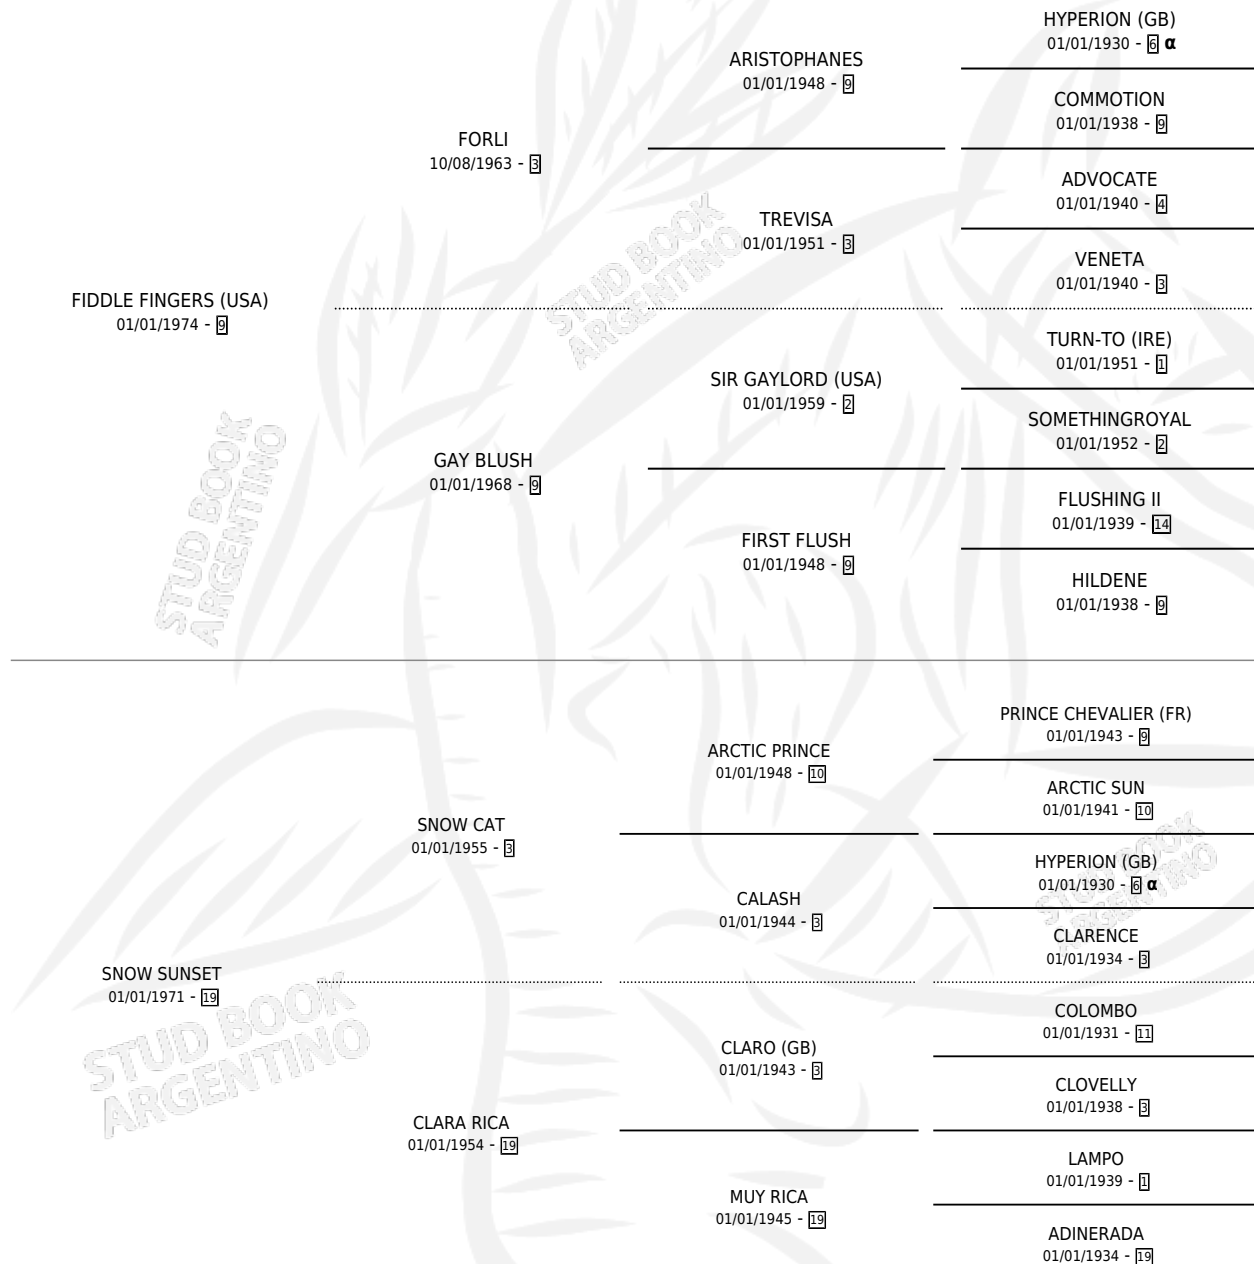 HYPERION (GB)
01/01/1930 - 6 α
ARISTOPHANES
01/01/1948 - 9
COMMOTION
01/01/1938 - 9
FORLI
10/08/1963 - 3
ADVOCATE
01/01/1940 - 4
TREVISA
01/01/1951 - 3
VENETA
01/01/1940 - 3
FIDDLE FINGERS (USA)
01/01/1974 - 9
TURN-TO (IRE)
01/01/1951 - 1
SIR GAYLORD (USA)
01/01/1959 - 2
SOMETHINGROYAL
01/01/1952 - 2
GAY BLUSH
01/01/1968 - 9
FLUSHING II
01/01/1939 - 14
FIRST FLUSH
01/01/1948 - 9
HILDENE
01/01/1938 - 9
PRINCE CHEVALIER (FR)
01/01/1943 - 9
ARCTIC PRINCE
01/01/1948 - 10
ARCTIC SUN
01/01/1941 - 10
SNOW CAT
01/01/1955 - 3
HYPERION (GB)
01/01/1930 - 6 α
CALASH
01/01/1944 - 3
CLARENCE
01/01/1934 - 3
SNOW SUNSET
01/01/1971 - 19
COLOMBO
01/01/1931 - 11
CLARO (GB)
01/01/1943 - 3
CLOVELLY
01/01/1938 - 3
CLARA RICA
01/01/1954 - 19
LAMPO
01/01/1939 - 1
MUY RICA
01/01/1945 - 19
ADINERADA
01/01/1934 - 19
STUD BOOK
ARGENTINO
STUD BOOK
ARGENTINO
STUD BOOK
ARGENTINO
STUD BOOK
ARGENTINO